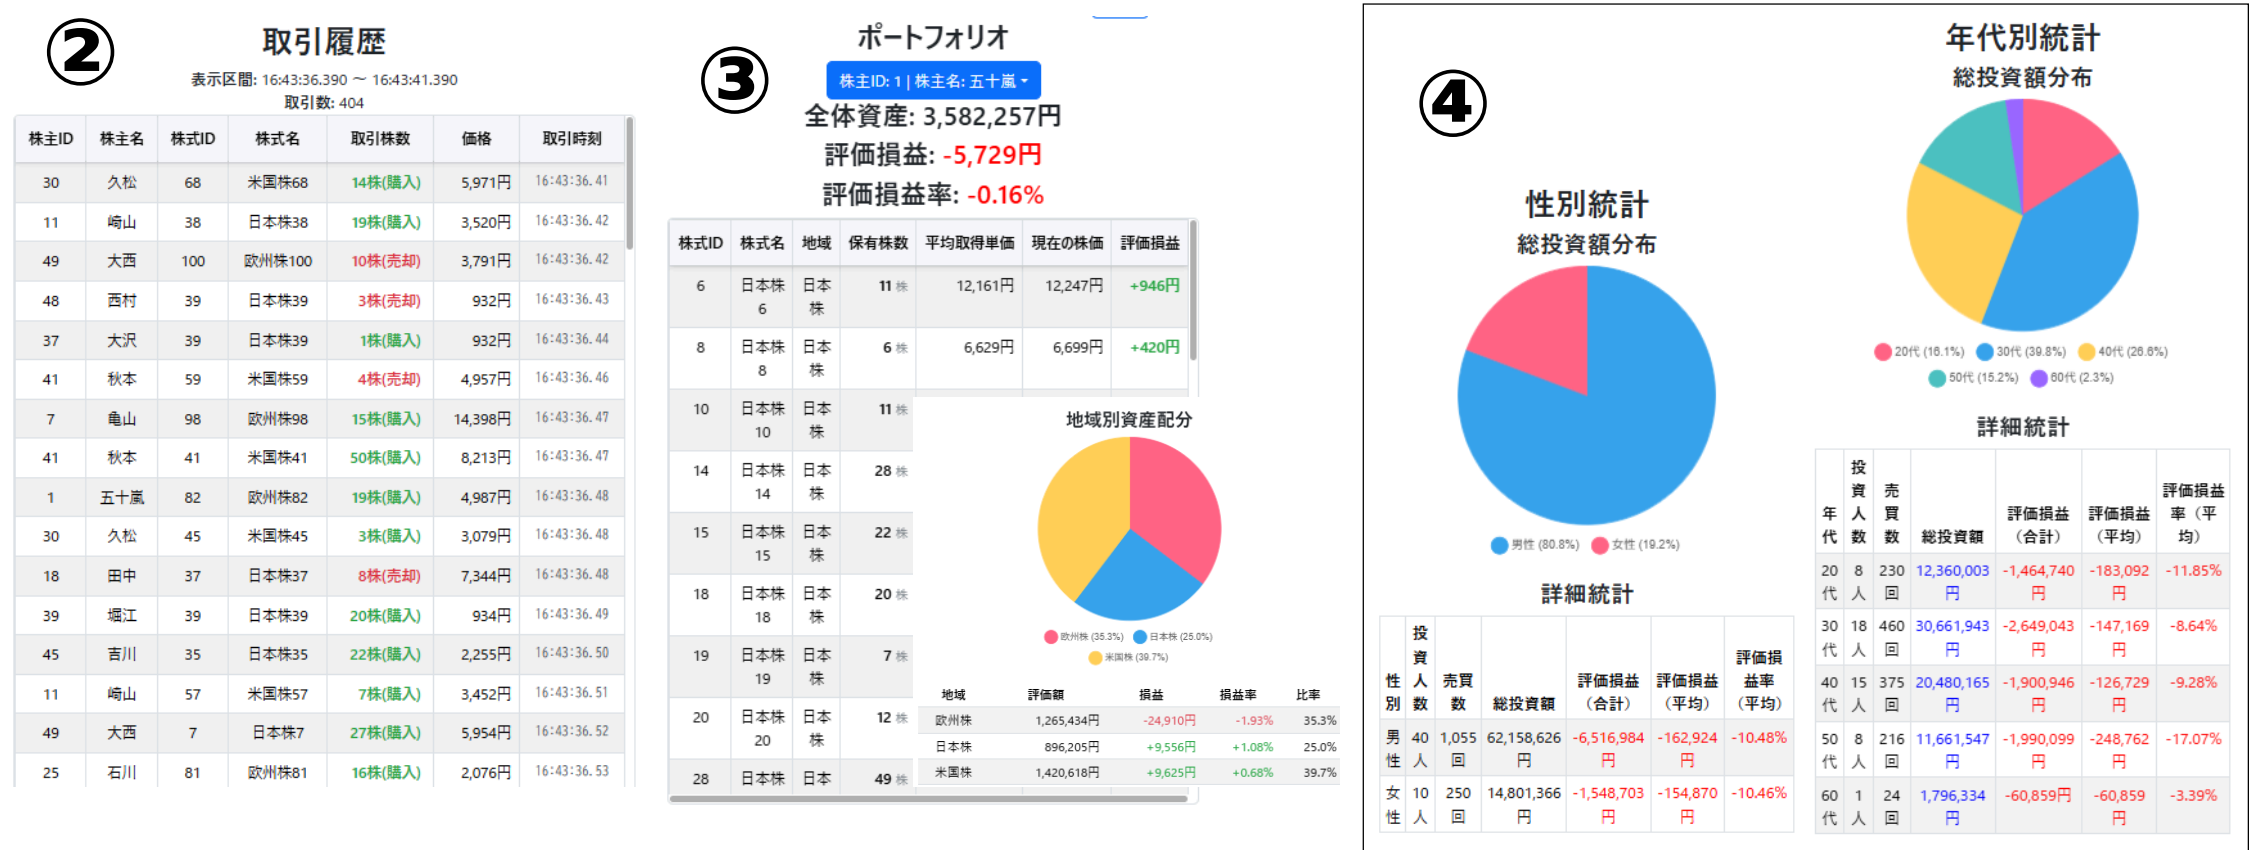 ②
取引履歴
表示区間: 16:43:36.390 ～ 16:43:41.390
取引数: 404
株主ID 株主名 株式ID 株式名 取引株数 価格 取引時刻
30 久松 68 米国株68 14株(購入) 5,971円 16:43:36.41
11 崎山 38 日本株38 19株(購入) 3,520円 16:43:36.42
49 大西 100 欧州株100 10株(売却) 3,791円 16:43:36.42
48 西村 39 日本株39 3株(売却) 932円 16:43:36.43
37 大沢 39 日本株39 1株(購入) 932円 16:43:36.44
41 秋本 59 米国株59 4株(売却) 4,957円 16:43:36.46
7 亀山 98 欧州株98 15株(購入) 14,398円 16:43:36.47
41 秋本 41 米国株41 50株(購入) 8,213円 16:43:36.47
1 五十嵐 82 欧州株82 19株(購入) 4,987円 16:43:36.48
30 久松 45 米国株45 3株(購入) 3,079円 16:43:36.48
18 田中 37 日本株37 8株(売却) 7,344円 16:43:36.48
39 堀江 39 日本株39 20株(購入) 934円 16:43:36.49
45 吉川 35 日本株35 22株(購入) 2,255円 16:43:36.50
11 崎山 57 米国株57 7株(購入) 3,452円 16:43:36.51
49 大西 7 日本株7 27株(購入) 5,954円 16:43:36.52
25 石川 81 欧州株81 16株(購入) 2,076円 16:43:36.53
③
ポートフォリオ
株主ID: 1 | 株主名: 五十嵐
全体資産: 3,582,257円
評価損益: -5,729円
評価損益率: -0.16%
株式ID 株式名 地域 保有株数 平均取得単価 現在の株価 評価損益
6 日本株6 日本株 11 株 12,161円 12,247円 +946円
8 日本株8 日本株 6 株 6,629円 6,699円 +420円
10 日本株10 日本株 11 株
14 日本株14 日本株 28 株
15 日本株15 日本株 22 株
18 日本株18 日本株 20 株
19 日本株19 日本株 7 株
20 日本株20 日本株 12 株
28 日本株 日本 49 株
地域別資産配分
欧州株 (35.3%) 日本株 (25.0%)
米国株 (39.7%)
地域 評価額 損益 損益率 比率
欧州株 1,265,434円 -24,910円 -1.93% 35.3%
日本株 896,205円 +9,556円 +1.08% 25.0%
米国株 1,420,618円 +9,625円 +0.68% 39.7%
④
性別統計
総投資額分布
男性 (80.8%) 女性 (19.2%)
詳細統計
性別 投資人数 売買数 総投資額 評価損益（合計） 評価損益（平均） 評価損益率（平均）
男性 40人 1,055回 62,158,626円 -6,516,984円 -162,924円 -10.48%
女性 10人 250回 14,801,366円 -1,548,703円 -154,870円 -10.46%
年代別統計
総投資額分布
20代 (16.1%) 30代 (39.8%) 40代 (26.6%)
50代 (15.2%) 60代 (2.3%)
詳細統計
年代 投資人数 売買数 総投資額 評価損益（合計） 評価損益（平均） 評価損益率（平均）
20代 8人 230回 12,360,003円 -1,464,740円 -183,092円 -11.85%
30代 18人 460回 30,661,943円 -2,649,043円 -147,169円 -8.64%
40代 15人 375回 20,480,165円 -1,900,946円 -126,729円 -9.28%
50代 8人 216回 11,661,547円 -1,990,099円 -248,762円 -17.07%
60代 1人 24回 1,796,334円 -60,859円 -60,859円 -3.39%